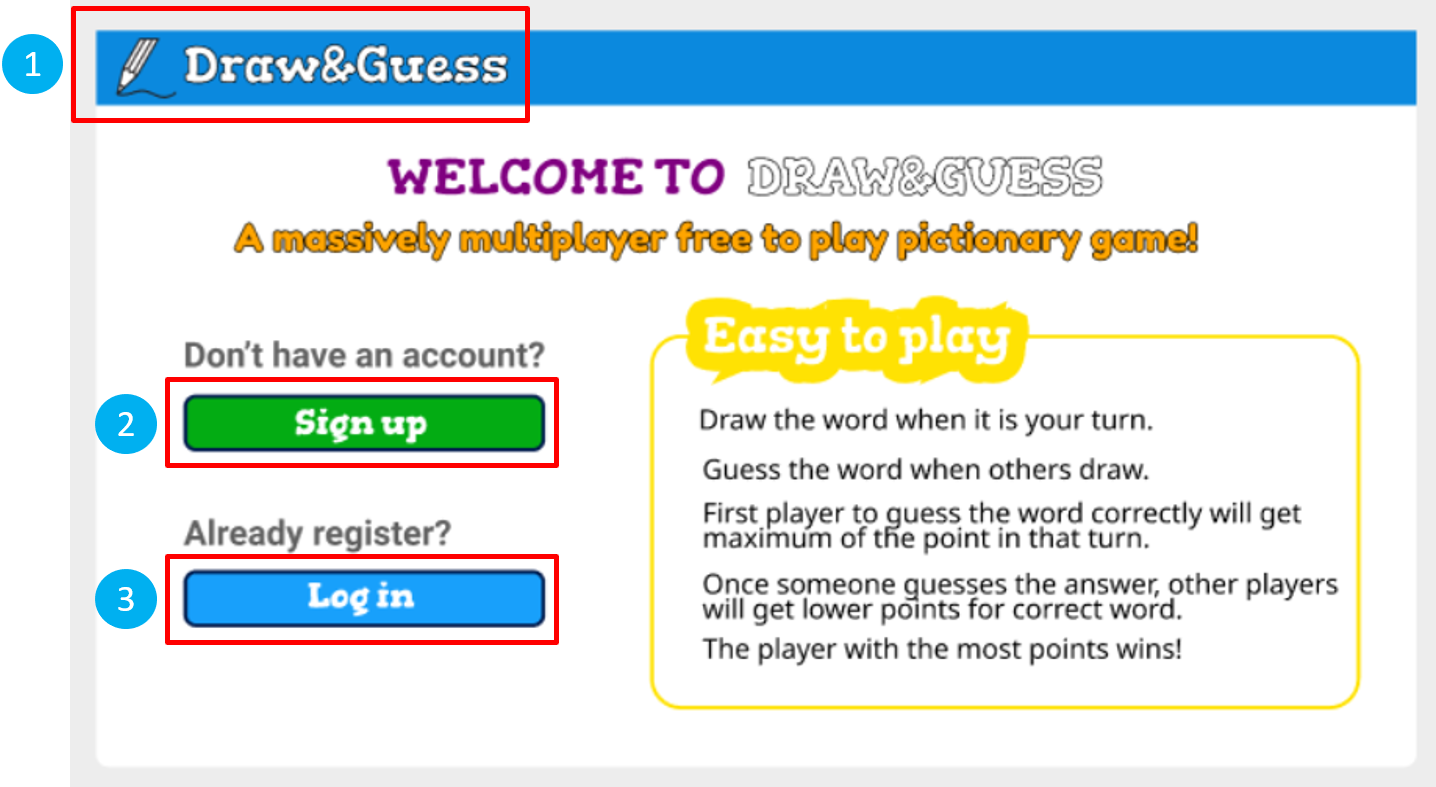 1
Draw&Guess
WELCOME TO DRAW&GUESS
A massively multiplayer free to play pictionary game!
Don't have an account?
2
Sign up
Already register?
3
Log in
Easy to play
Draw the word when it is your turn.
Guess the word when others draw.
First player to guess the word correctly will get
maximum of the point in that turn.
Once someone guesses the answer, other players
will get lower points for correct word.
The player with the most points wins!